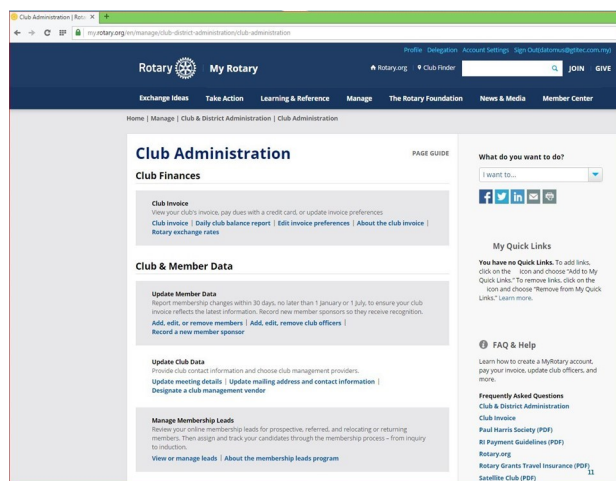 Club Administration | Rota
my.rotary.org/en/manage/club-district-administration/club-administration
Profile Delegation Account Settings Sign Out(datomus@gtitec.com.my)
Rotary My Rotary
Rotary.org Club Finder JOIN GIVE
Exchange Ideas Take Action Learning & Reference Manage The Rotary Foundation News & Media Member Center
Home | Manage | Club & District Administration | Club Administration
Club Administration
PAGE GUIDE
Club Finances
Club Invoice
View your club's invoice, pay dues with a credit card, or update invoice preferences
Club invoice | Daily club balance report | Edit invoice preferences | About the club invoice |
Rotary exchange rates
Club & Member Data
Update Member Data
Report membership changes within 30 days, no later than 1 January or 1 July, to ensure your club
invoice reflects the latest information. Record new member sponsors so they receive recognition.
Add, edit, or remove members | Add, edit, remove club officers |
Record a new member sponsor
Update Club Data
Provide club contact information and choose club management providers.
Update meeting details | Update mailing address and contact information |
Designate a club management vendor
Manage Membership Leads
Review your online membership leads for prospective, referred, and relocating or returning
members. Then assign and track your candidates through the membership process – from inquiry
to induction.
View or manage leads | About the membership leads program
What do you want to do?
I want to...
My Quick Links
You have no Quick Links. To add links,
click on the icon and choose "Add to My
Quick Links." To remove links, click on the
icon and choose "Remove from My Quick
Links." Learn more.
FAQ & Help
Learn how to create a MyRotary account,
pay your invoice, update club officers, and
more.
Frequently Asked Questions
Club & District Administration
Club Invoice
Paul Harris Society (PDF)
RI Payment Guidelines (PDF)
Rotary.org
Rotary Grants Travel Insurance (PDF)
11
Satellite Club (PDF)